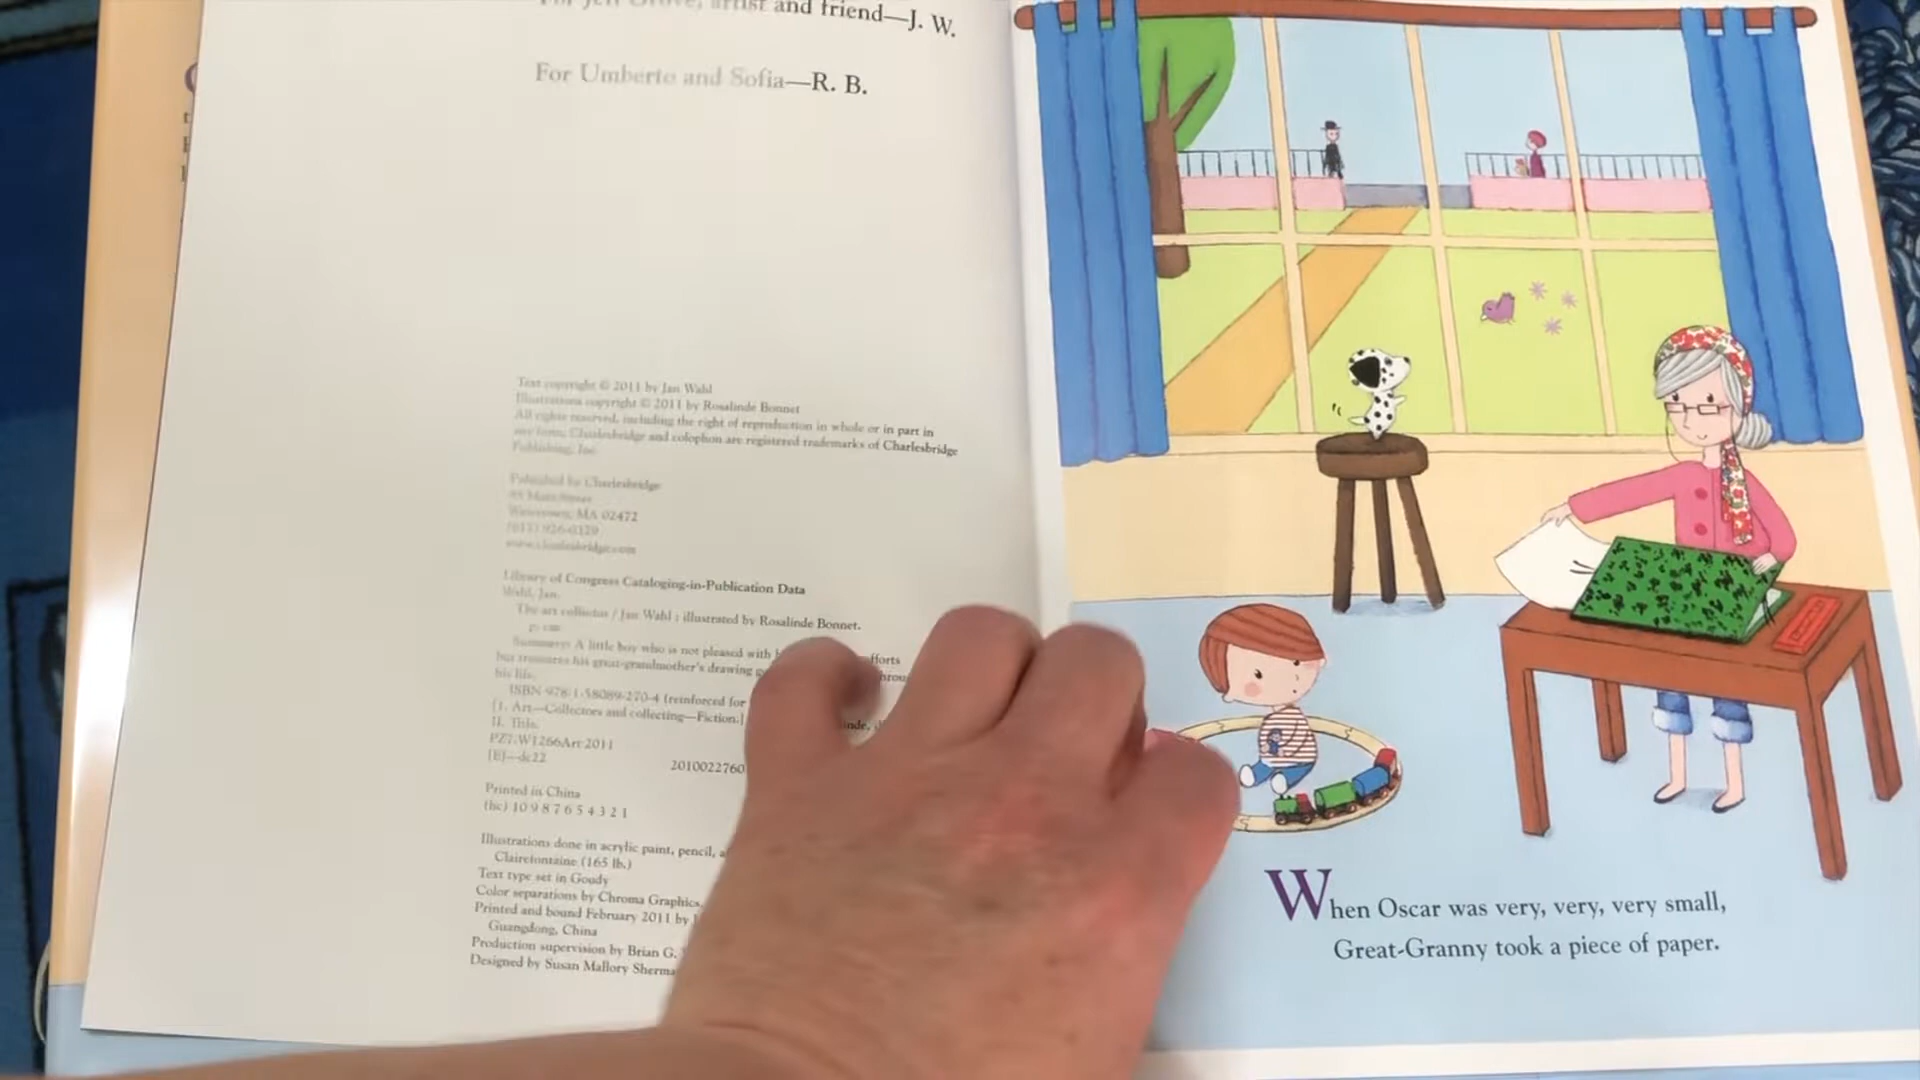 artist and friend—J. W.
For Umberto and Sofia—R. B.
Text copyright © 2011 by Jan Wahl
Illustrations copyright © 2011 by Rosalinde Bonnet
All rights reserved, including the right of reproduction in whole or in part in
any form. Charlesbridge and colophon are registered trademarks of Charlesbridge
Publishing, Inc.
Published by Charlesbridge
85 Main Street
Watertown, MA 02472
(617) 926-0329
www.charlesbridge.com
Library of Congress Cataloging-in-Publication Data
Wahl, Jan.
The art collector / Jan Wahl ; illustrated by Rosalinde Bonnet.
p. cm.
Summary: A little boy who is not pleased with fforts
but treasures his great-grandmother's drawing
his life.
ISBN 978-1-58089-270-4 (reinforced for
[1. Art—Collectors and collecting—Fiction.]
II. Title.
PZ7.W1266Art 2011
[E]—dc22 2010022760
Printed in China
(hc) 10 9 8 7 6 5 4 3 2 1
Illustrations done in acrylic paint, pencil,
Clairefontaine (165 lb.)
Text type set in Goudy
Color separations by Chroma Graphics,
Printed and bound February 2011 by
Guangdong, China
Production supervision by Brian G.
Designed by Susan Mallory Sherma
When Oscar was very, very, very small,
Great-Granny took a piece of paper.